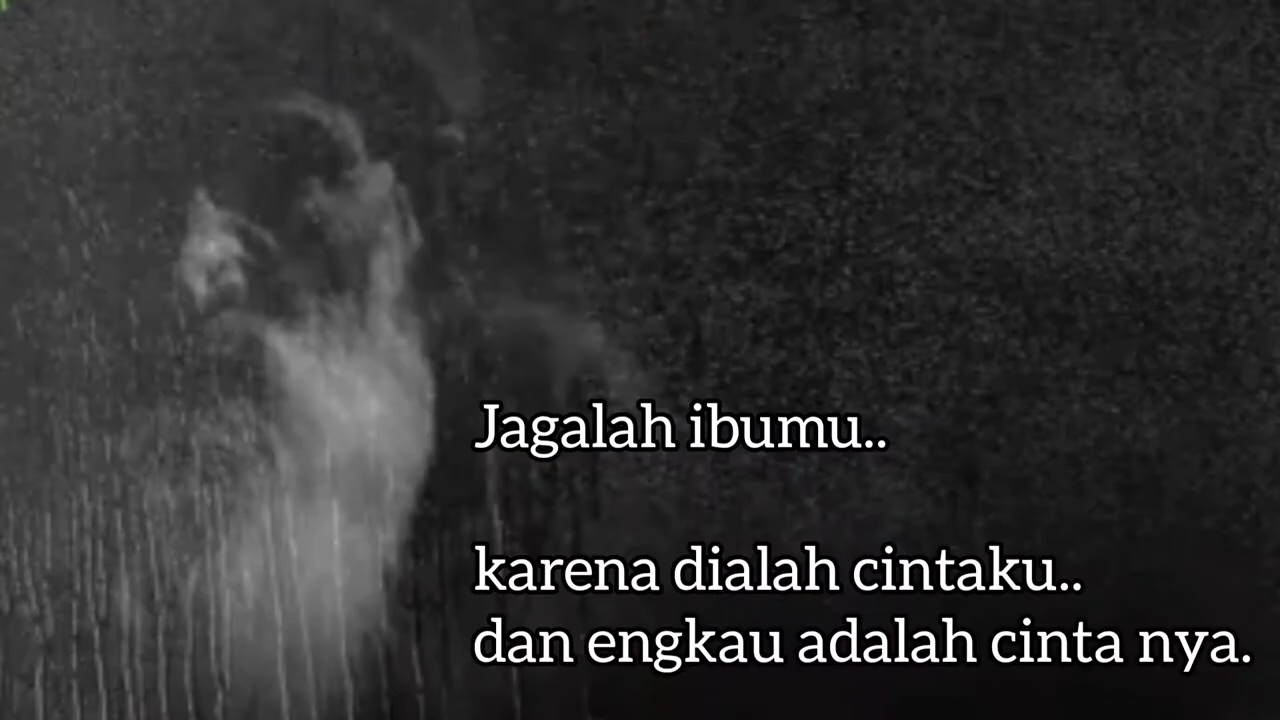 Jagalah ibumu..
karena dialah cintaku..
dan engkau adalah cinta nya.